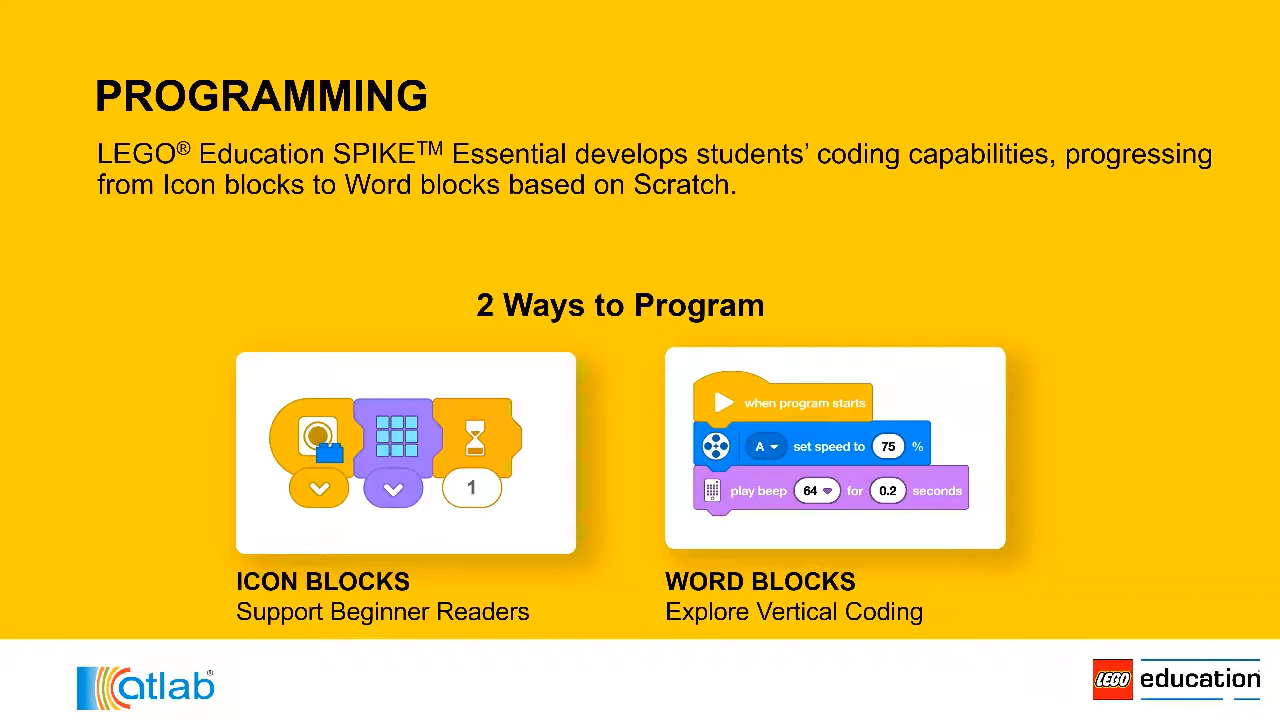 PROGRAMMING
LEGO® Education SPIKE™ Essential develops students’ coding capabilities, progressing
from Icon blocks to Word blocks based on Scratch.
2 Ways to Program
1
when program starts
A set speed to 75 %
play beep 64 for 0.2 seconds
ICON BLOCKS
Support Beginner Readers
WORD BLOCKS
Explore Vertical Coding
atlab®
LEGO education